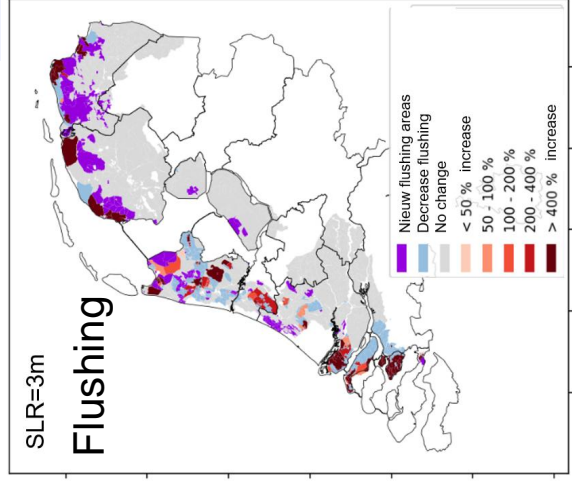 SLR=3m
Flushing
Nieuw flushing areas
Decrease flushing
No change
< 50 % increase
50 - 100 %
100 - 200 %
200 - 400 %
> 400 % increase